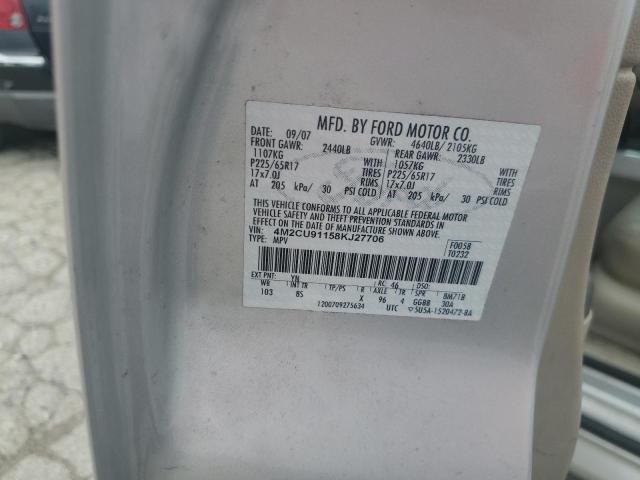 MFD. BY FORD MOTOR CO.
DATE: 09/07 GVWR: 4640LB/ 2105KG
FRONT GAWR: 2440LB REAR GAWR: 2330LB
1107KG WITH 1057KG WITH
P225/65R17 TIRES P225/65R17 TIRES
17x7.0J RIMS 17x7.0J RIMS
AT 205 kPa/ 30 PSI COLD AT 205 kPa/ 30 PSI COLD
THIS VEHICLE CONFORMS TO ALL APPLICABLE FEDERAL MOTOR
VEHICLE SAFETY AND THEFT PREVENTION STANDARDS IN
EFFECT ON THE DATE OF MANUFACTURE SHOWN ABOVE.
VIN: 4M2CU91158KJ27706 F0058
TYPE: MPV T0232
EXT PNT: YN RC: 46 DSO:
WB INT TR TP/PS R AXLE TR SPR BM71B
103 8S X 96 4 GGBB 30A
1200709275634 UTC 5U5A-1520472-BA